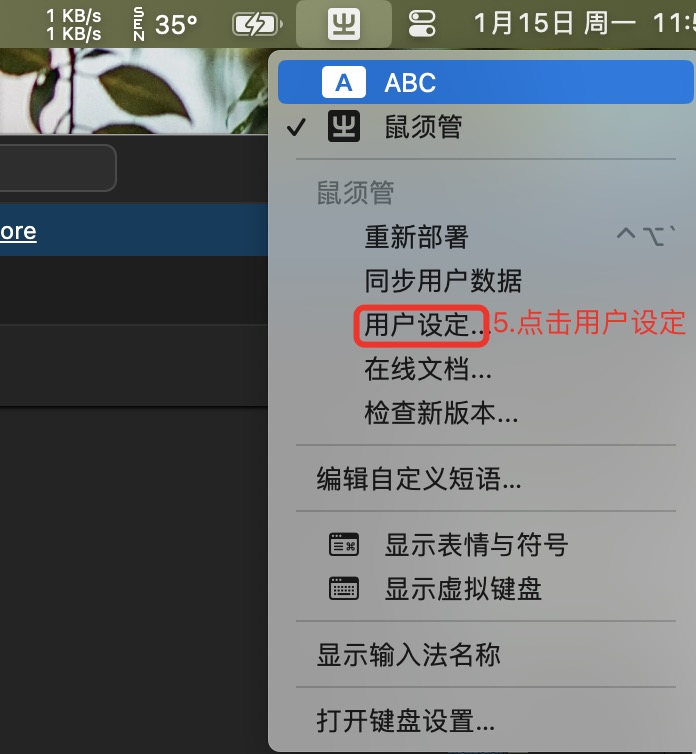 1 KB/s
1 KB/s
SEN
35°
1月15日 周一 11:5
A ABC
鼠须管
ore
鼠须管
重新部署 ^⌥`
同步用户数据
用户设定... 5.点击用户设定
在线文档...
检查新版本...
编辑自定义短语...
显示表情与符号
显示虚拟键盘
显示输入法名称
打开键盘设置...